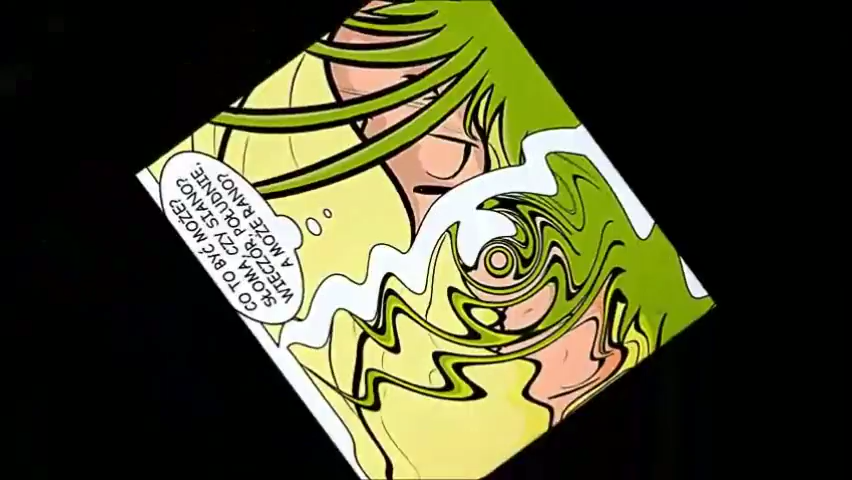 CO TO BYĆ MOŻE?
SŁOMA CZY SIANO?
WIECZÓR, POŁUDNIE,
A MOŻE RANO?